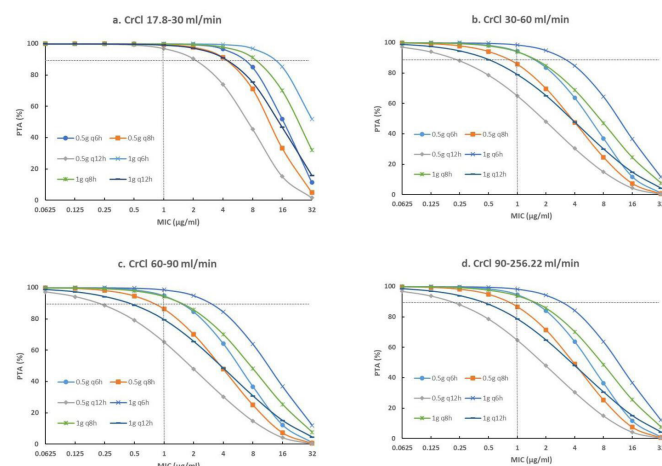 a. CrCl 17.8-30 ml/min
100
80
60
40
20
0
PTA (%)
0.5g q6h
0.5g q8h
0.5g q12h
1g q6h
1g q8h
1g q12h
0.0625 0.125 0.25 0.5 1 2 4 8 16 32
MIC (µg/ml)
b. CrCl 30-60 ml/min
100
80
60
40
20
0
PTA (%)
0.5g q6h
0.5g q8h
0.5g q12h
1g q6h
1g q8h
1g q12h
0.0625 0.125 0.25 0.5 1 2 4 8 16
MIC (µg/ml)
c. CrCl 60-90 ml/min
100
80
60
40
20
0
PTA (%)
0.5g q6h
0.5g q8h
0.5g q12h
1g q6h
1g q8h
1g q12h
0.0625 0.125 0.25 0.5 1 2 4 8 16 32
MIC (µg/ml)
d. CrCl 90-256.22 ml/min
100
80
60
40
20
0
PTA (%)
0.5g q6h
0.5g q8h
0.5g q12h
1g q6h
1g q8h
1g q12h
0.0625 0.125 0.25 0.5 1 2 4 8 16
MIC (µg/ml)